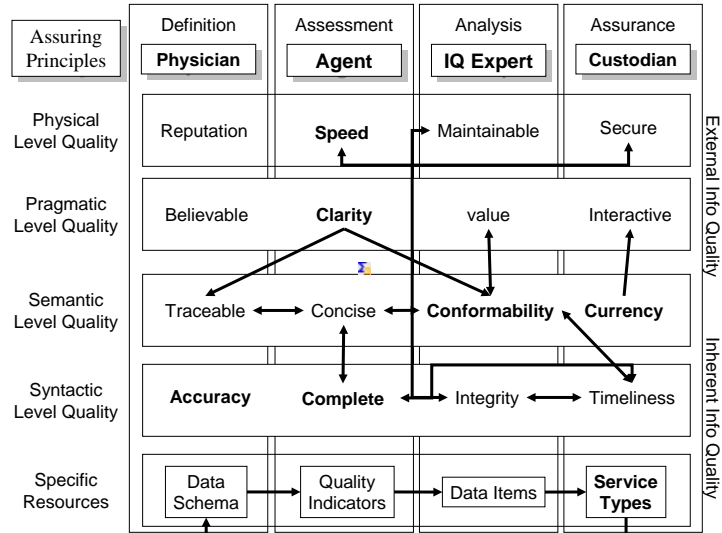 Assuring
Principles
Definition
Assessment
Analysis
Assurance
Physician
Agent
IQ Expert
Custodian
Physical
Level Quality
Reputation
Speed
Maintainable
Secure
Pragmatic
Level Quality
Believable
Clarity
value
Interactive
Semantic
Level Quality
Traceable
Concise
Conformability
Currency
Syntactic
Level Quality
Accuracy
Complete
Integrity
Timeliness
Specific
Resources
Data
Schema
Quality
Indicators
Data Items
Service
Types
External Info Quality
Inherent Info Quality